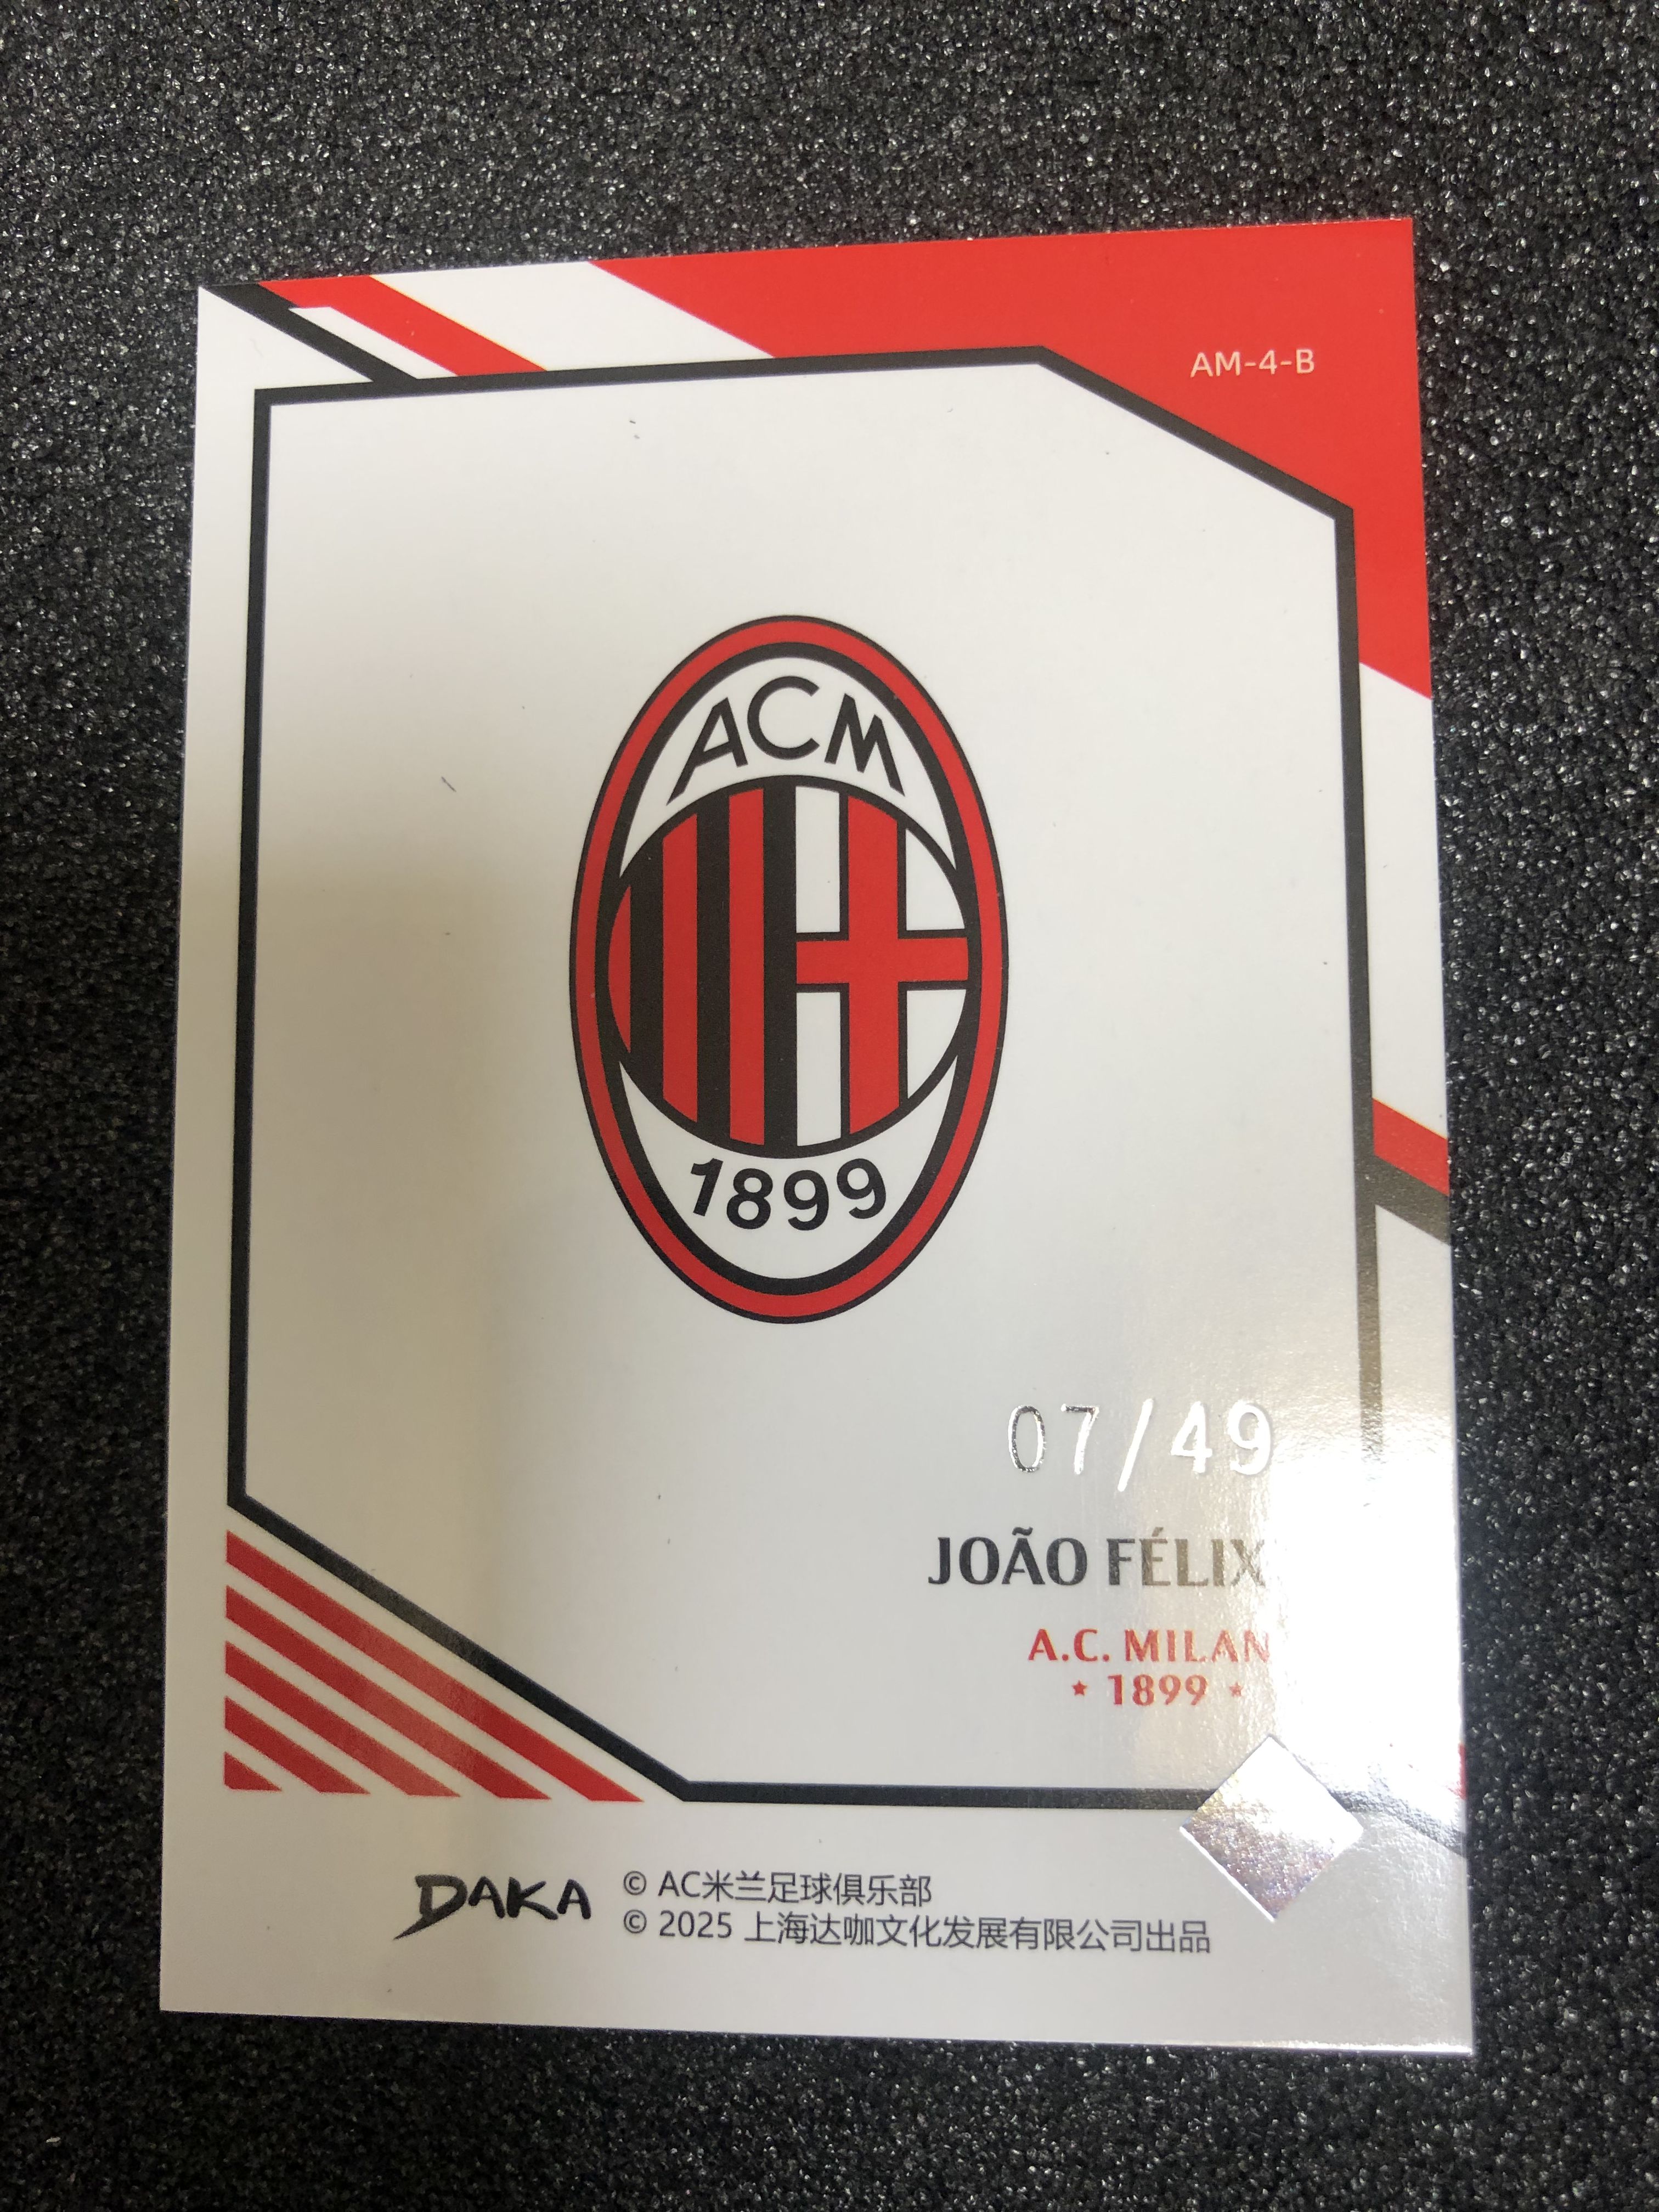 AM-4-B
ACM
1899
07/49
JOÃO FÉLIX
A.C. MILAN
★ 1899 ★
DAKA
© AC米兰足球俱乐部
© 2025 上海达咖文化发展有限公司出品